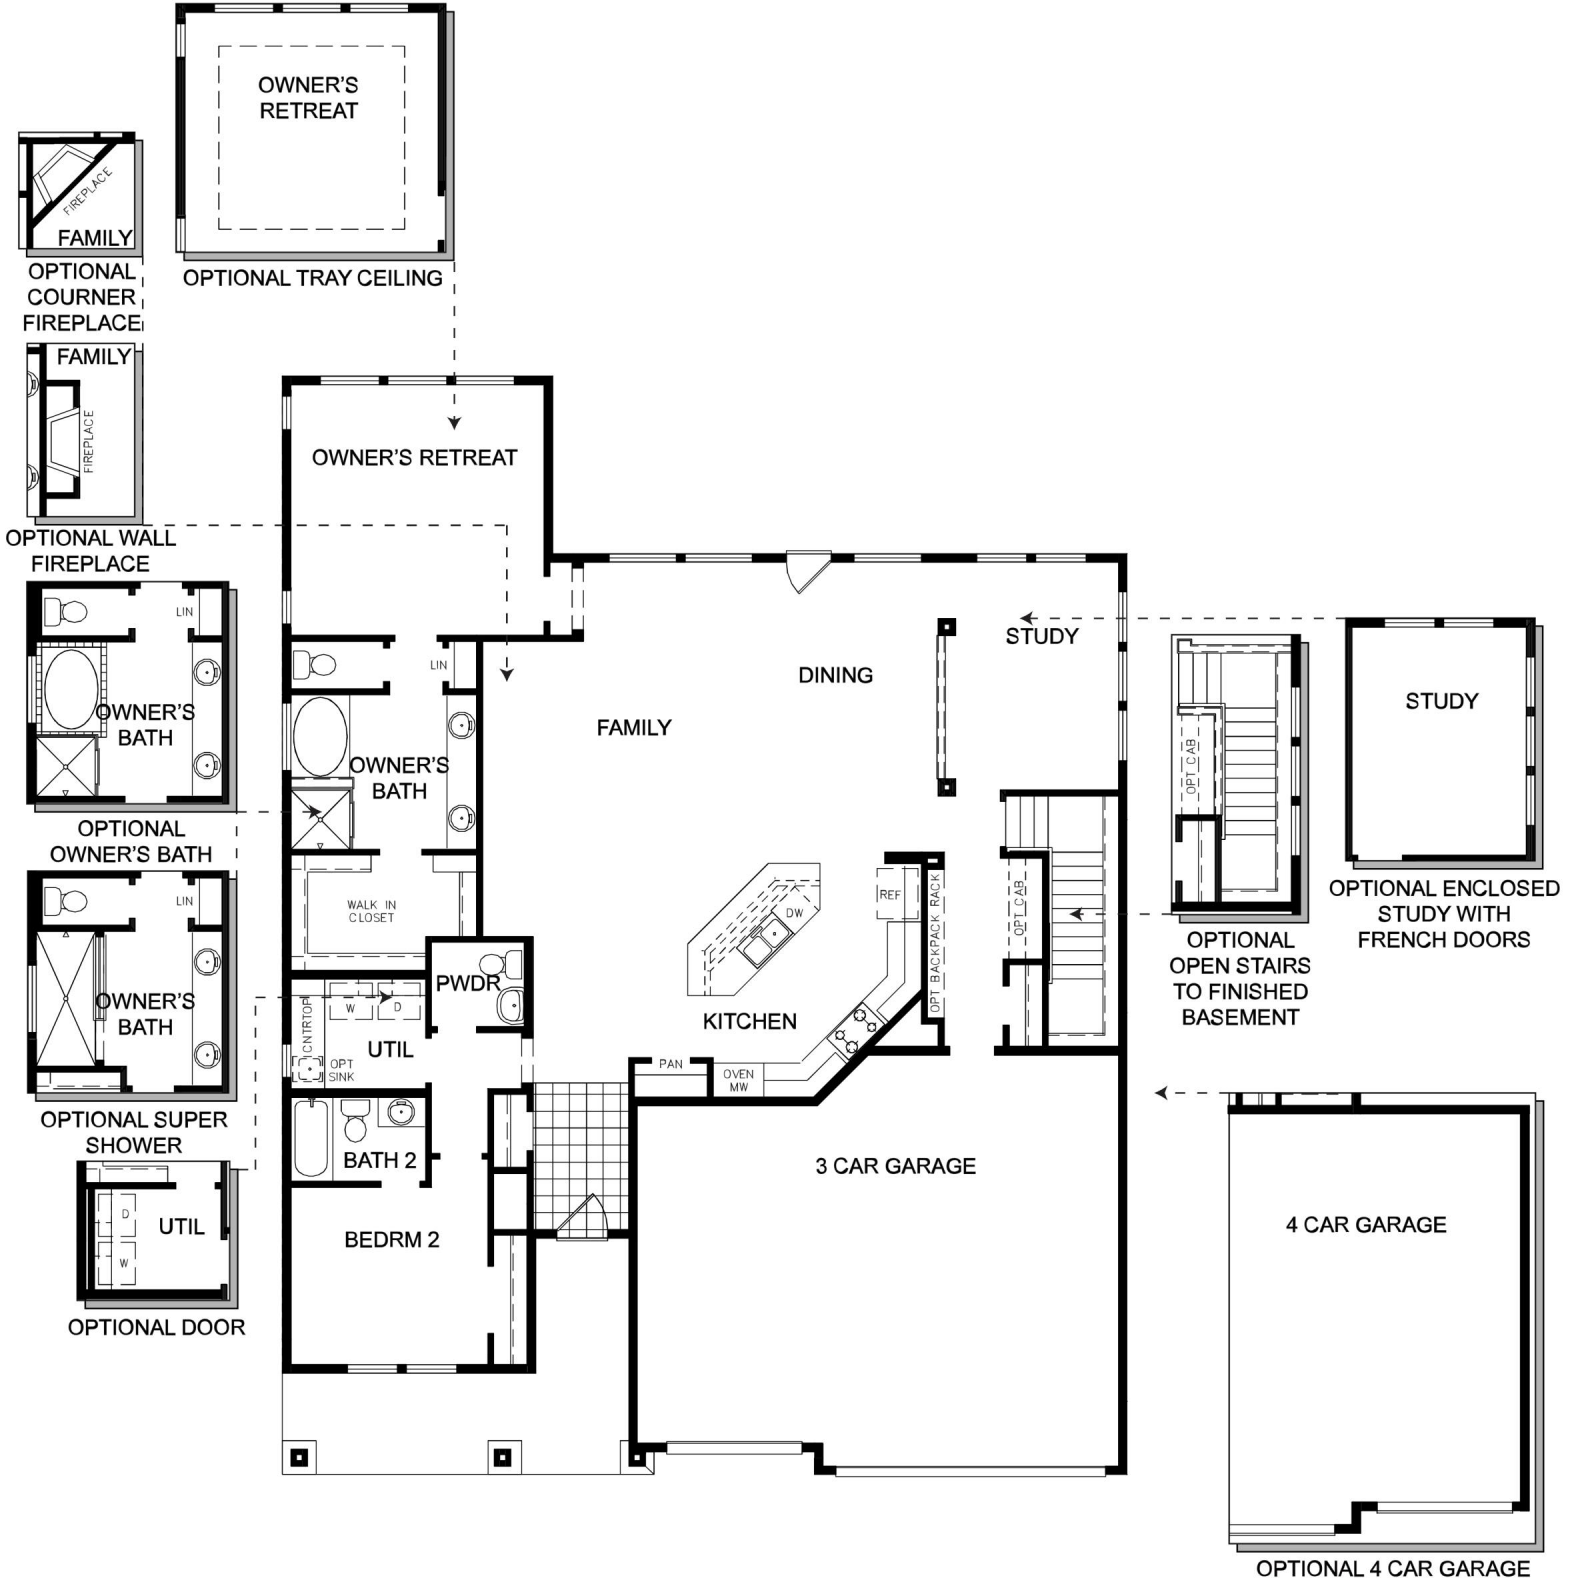 OWNER'S
RETREAT
OPTIONAL TRAY CEILING
FIREPLACE
FAMILY
OPTIONAL
COURNER
FIREPLACE
FAMILY
FIREPLACE
OPTIONAL WALL
FIREPLACE
LIN
OWNER'S
BATH
OPTIONAL
OWNER'S BATH
LIN
OWNER'S
BATH
OPTIONAL SUPER
SHOWER
D
UTIL
W
OPTIONAL DOOR
OWNER'S RETREAT
LIN
OWNER'S
BATH
WALK IN
CLOSET
PWDR
W
D
CNTRTOP
UTIL
OPT
SINK
BATH 2
BEDRM 2
FAMILY
DINING
STUDY
REF
DW
OPT BACKPACK RACK
OPT CAB
KITCHEN
PAN
OVEN
MW
3 CAR GARAGE
OPT CAB
OPTIONAL
OPEN STAIRS
TO FINISHED
BASEMENT
STUDY
OPTIONAL ENCLOSED
STUDY WITH
FRENCH DOORS
4 CAR GARAGE
OPTIONAL 4 CAR GARAGE